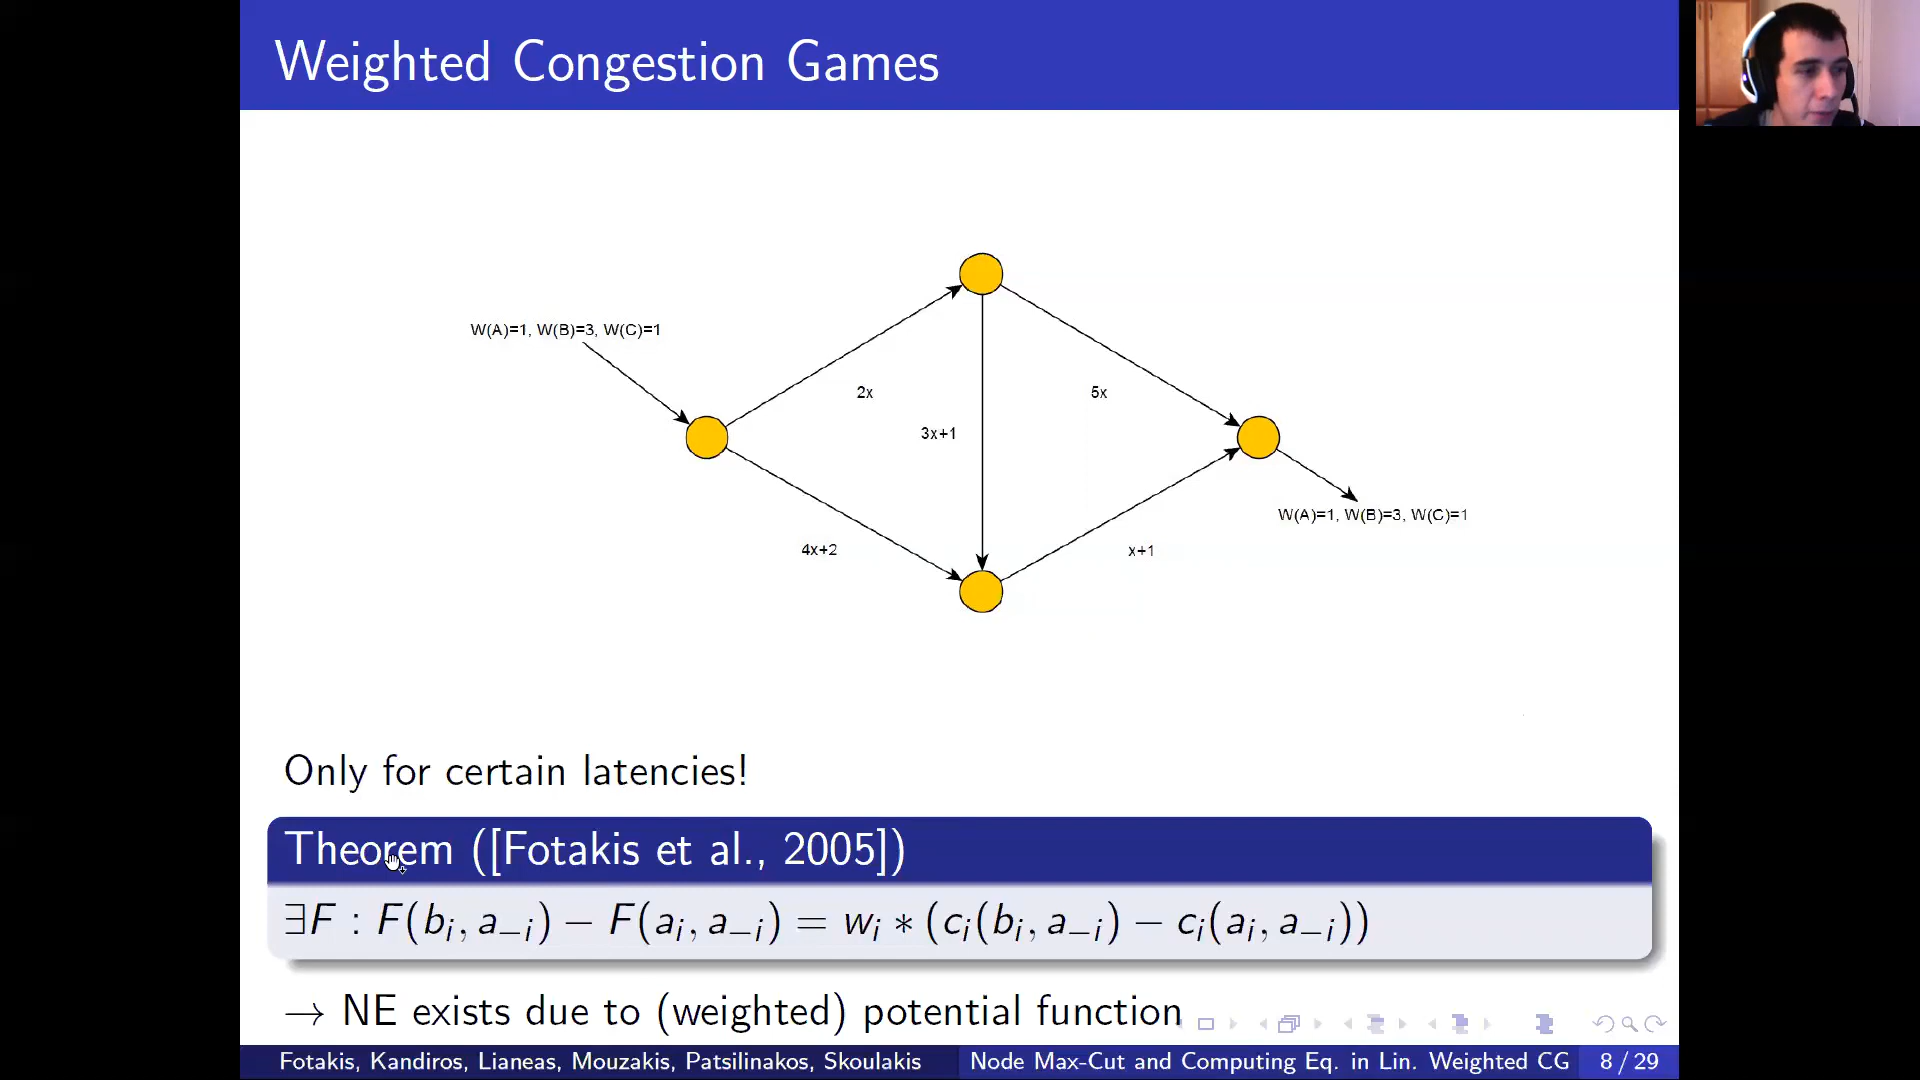 Weighted Congestion Games
W(A)=1, W(B)=3, W(C)=1
2x
5x
3x+1
W(A)=1, W(B)=3, W(C)=1
4x+2
x+1
Only for certain latencies!
Theorem ([Fotakis et al., 2005])
∃F : F(b_i, a_{−i}) − F(a_i, a_{−i}) = w_i ∗ (c_i(b_i, a_{−i}) − c_i(a_i, a_{−i}))
→ NE exists due to (weighted) potential function
Fotakis, Kandiros, Lianeas, Mouzakis, Patsilinakos, Skoulakis
Node Max-Cut and Computing Eq. in Lin. Weighted CG
8 / 29